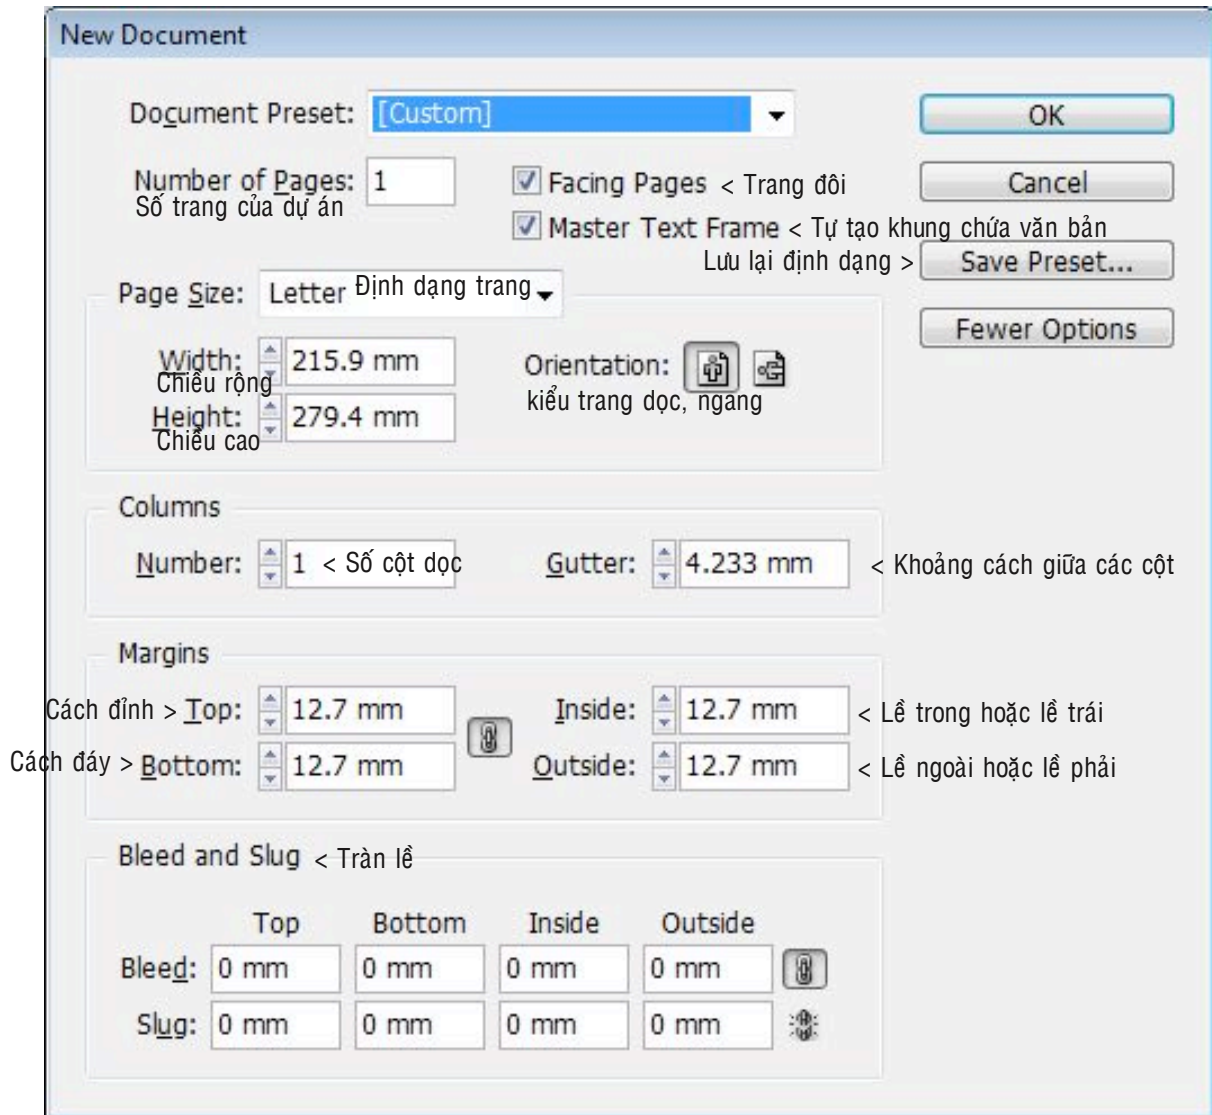 New Document
Document Preset: [Custom]
OK
Number of Pages: 1
Số trang của dự án
Facing Pages < Trang đôi
Cancel
Master Text Frame < Tự tạo khung chứa văn bản
Lưu lại định dạng > Save Preset...
Page Size: Letter Định dạng trang
Fewer Options
Width: 215.9 mm
Chiều rộng
Orientation:
kiểu trang dọc, ngang
Height: 279.4 mm
Chiều cao
Columns
Number: 1 < Số cột dọc
Gutter: 4.233 mm < Khoảng cách giữa các cột
Margins
Cách đỉnh > Top: 12.7 mm
Inside: 12.7 mm < Lề trong hoặc lề trái
Cách đáy > Bottom: 12.7 mm
Outside: 12.7 mm < Lề ngoài hoặc lề phải
Bleed and Slug < Tràn lề
Top Bottom Inside Outside
Bleed: 0 mm 0 mm 0 mm 0 mm
Slug: 0 mm 0 mm 0 mm 0 mm